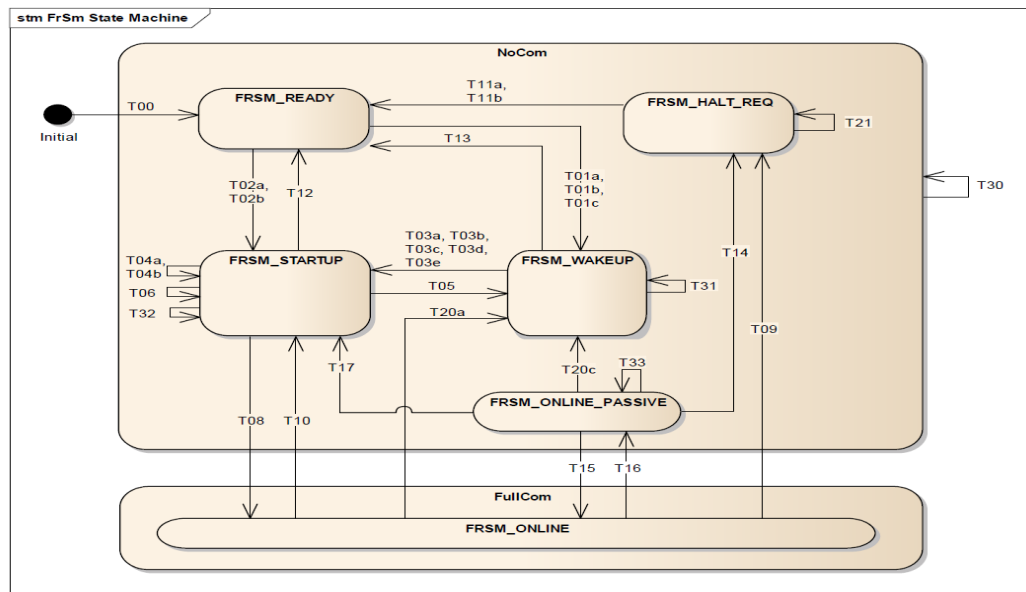 stm FrSm State Machine
NoCom
FRSM_READY
T11a,
T11b
FRSM_HALT_REQ
T00
Initial
T21
T13
T30
T02a,
T02b
T12
T01a,
T01b,
T01c
T03a, T03b,
T03c, T03d,
T03e
T14
FRSM_STARTUP
FRSM_WAKEUP
T04a,
T04b
T06
T32
T05
T31
T20a
T09
T17
T20c
T33
FRSM_ONLINE_PASSIVE
T08
T10
T15
T16
FullCom
FRSM_ONLINE